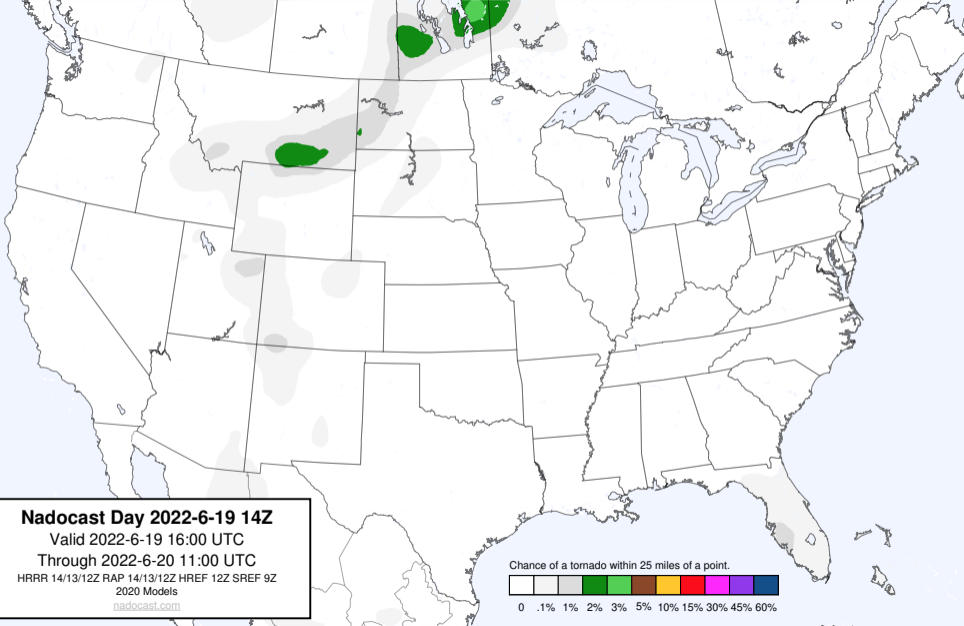 Nadocast Day 2022-6-19 14Z
Valid 2022-6-19 16:00 UTC
Through 2022-6-20 11:00 UTC
HRRR 14/13/12Z RAP 14/13/12Z HREF 12Z SREF 9Z
2020 Models
nadocast.com
Chance of a tornado within 25 miles of a point.
0 .1% 1% 2% 3% 5% 10% 15% 30% 45% 60%